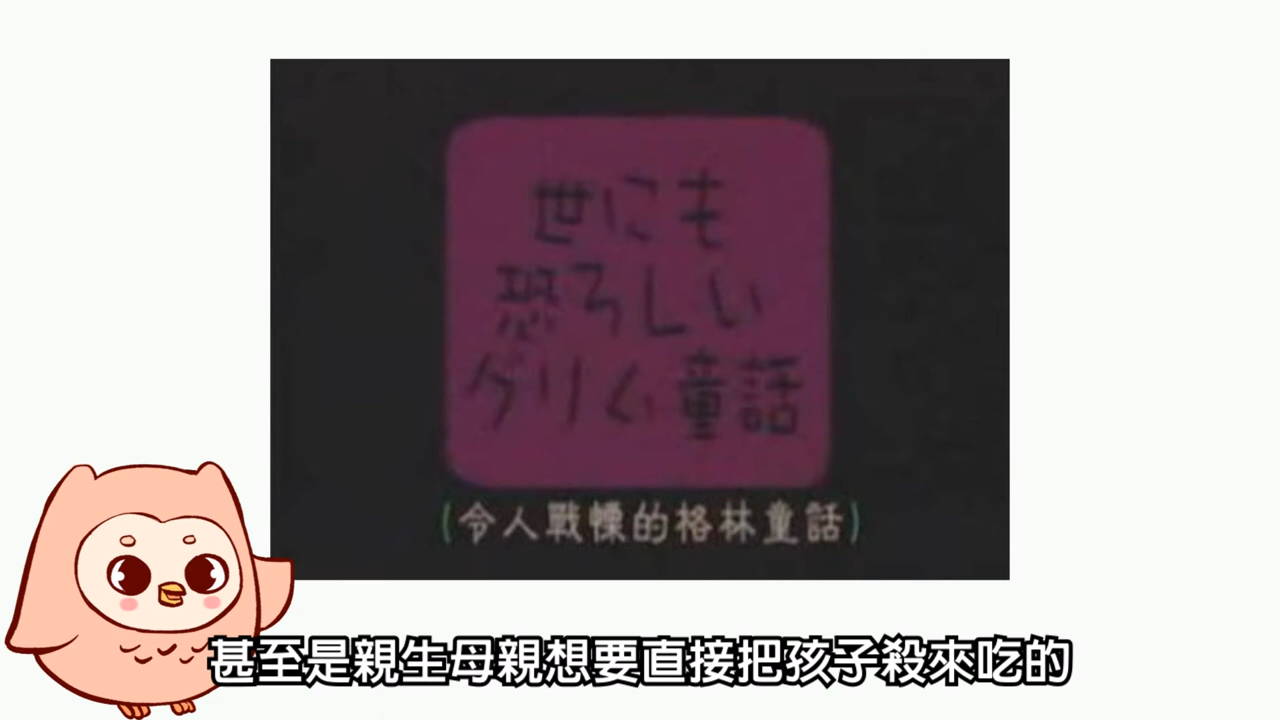 世にも
恐ろしい
グリム童話
(令人戰慄的格林童話)
甚至是親生母親想要直接把孩子殺來吃的